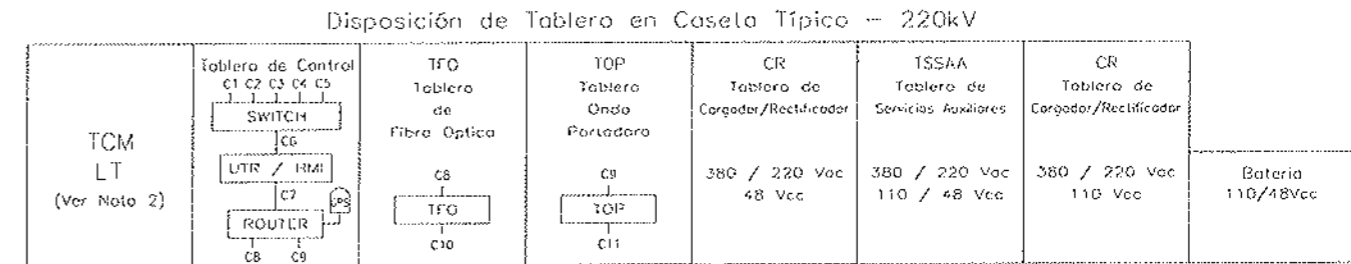 Disposición de Tablero en Caseta Típico - 220kV
TCM
LT
(Ver Nota 2)
Tablero de Control
C1 C2 C3 C4 C5
SWITCH
C6
UTR / HMI
C7
GPS
ROUTER
C8 C9
TFO
Tablero
de
Fibra Optica
C8
TFO
C10
TOP
Tablero
Onda
Portadora
C9
TOP
C11
CR
Tablero de
Cargador/Rectificador
380 / 220 Vac
48 Vcc
TSSAA
Tablero de
Servicios Auxiliares
380 / 220 Vac
110 / 48 Vcc
CR
Tablero de
Cargador/Rectificador
380 / 220 Vac
110 Vcc
Bateria
110/48Vcc